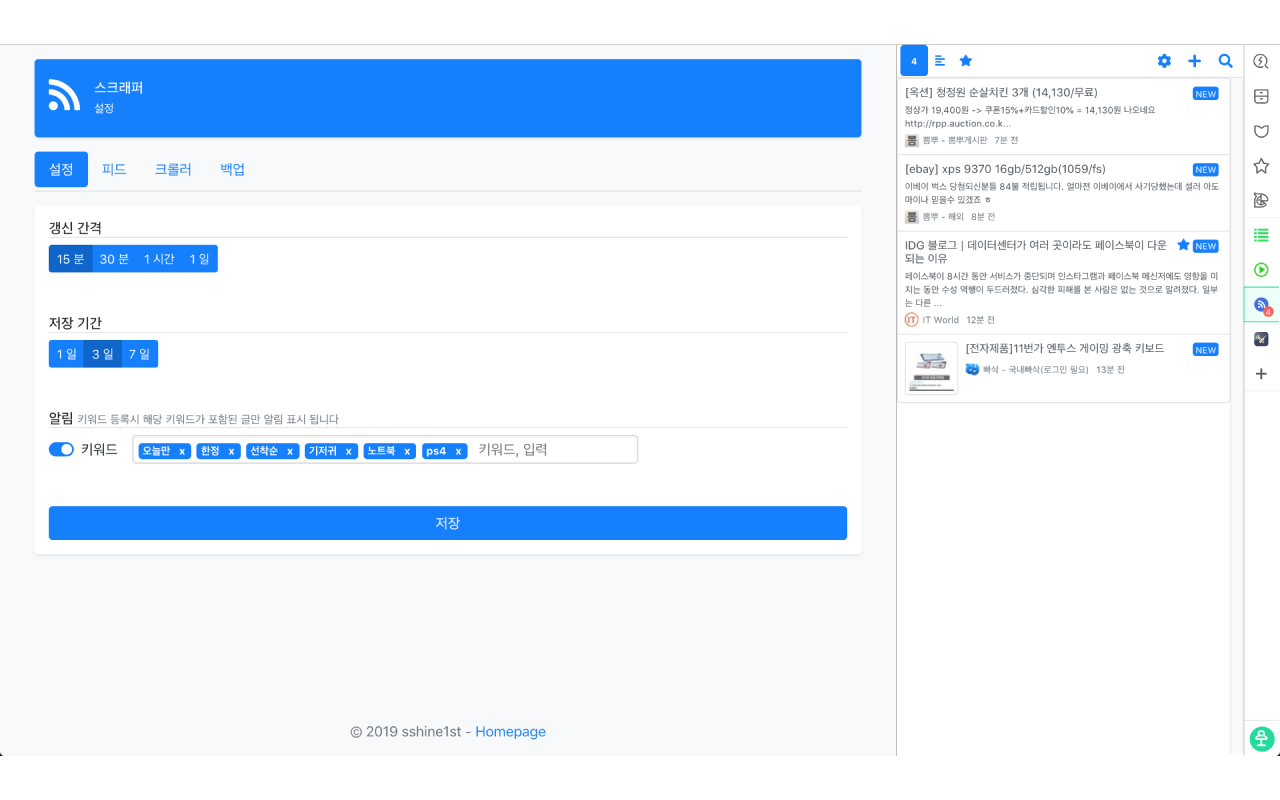 스크래퍼
설정
설정 피드 크롤러 백업
갱신 간격
15 분 30 분 1 시간 1 일
저장 기간
1 일 3 일 7 일
알림 키워드 등록시 해당 키워드가 포함된 글만 알림 표시 됩니다
키워드 오늘만 x 한정 x 선착순 x 기저귀 x 노트북 x ps4 x 키워드, 입력
저장
© 2019 sshine1st - Homepage
4
[옥션] 청정원 순살치킨 3개 (14,130/무료) NEW
정상가 19,400원 -> 쿠폰15%+카드할인10% = 14,130원 나오네요
http://rpp.auction.co.k...
뽐 뽐뿌 - 뽐뿌게시판 7분 전
[ebay] xps 9370 16gb/512gb(1059/fs) NEW
이베이 벅스 당첨되신분들 84불 적립됩니다. 얼마전 이베이에서 사기당했는데 셀러 아도
마이나 믿을수 있겠죠 ㅎ
뽐 뽐뿌 - 해외 8분 전
IDG 블로그 | 데이터센터가 여러 곳이라도 페이스북이 다운 NEW
되는 이유
페이스북이 8시간 동안 서비스가 중단되며 인스타그램과 페이스북 메신저에도 영향을 미
치는 동안 수성 역행이 두드러졌다. 심각한 피해를 본 사람은 없는 것으로 알려졌다. 일부
는 다른 ...
IT IT World 12분 전
[전자제품]11번가 엔투스 게이밍 광축 키보드 NEW
빠삭 - 국내빠삭(로그인 필요) 13분 전
4